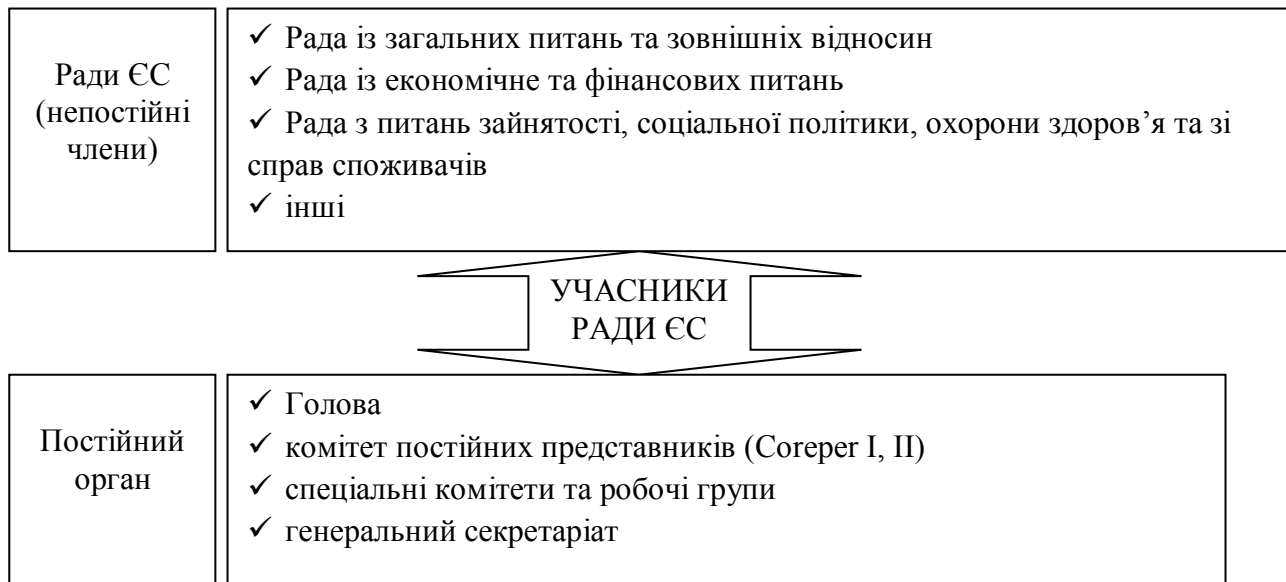 Ради ЄС
(непостійні
члени)
✓ Рада із загальних питань та зовнішніх відносин
✓ Рада із економічне та фінансових питань
✓ Рада з питань зайнятості, соціальної політики, охорони здоров’я та зі
справ споживачів
✓ інші
УЧАСНИКИ
РАДИ ЄС
Постійний
орган
✓ Голова
✓ комітет постійних представників (Coreper I, II)
✓ спеціальні комітети та робочі групи
✓ генеральний секретаріат